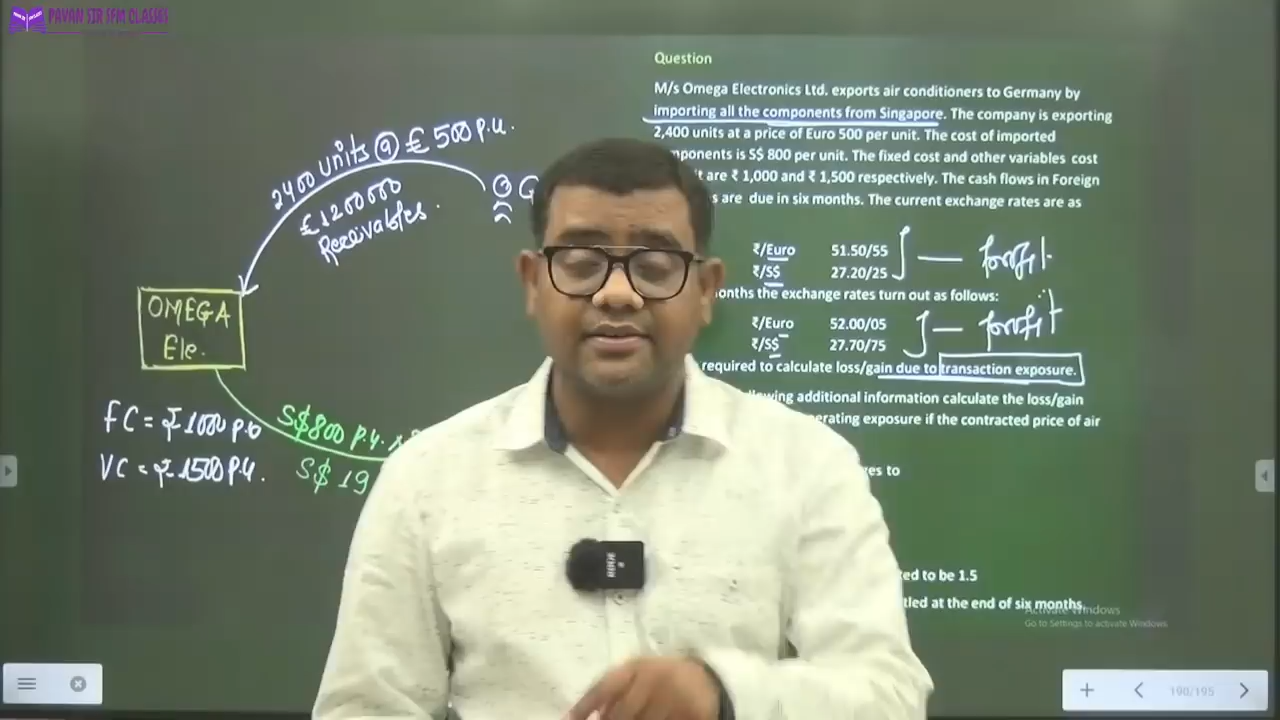 PAVAN SIR SFM CLASSES
Question
M/s Omega Electronics Ltd. exports air conditioners to Germany by
importing all the components from Singapore. The company is exporting
2,400 units at a price of Euro 500 per unit. The cost of imported
components is S$ 800 per unit. The fixed cost and other variables cost
are ₹ 1,000 and ₹ 1,500 respectively. The cash flows in Foreign
are due in six months. The current exchange rates are as
₹/Euro 51.50/55 — profit
₹/S$ 27.20/25
the exchange rates turn out as follows:
₹/Euro 52.00/05 — profit
₹/S$ 27.70/75
required to calculate loss/gain due to transaction exposure.
additional information calculate the loss/gain
exposure if the contracted price of air
to
to be 1.5
at the end of six months.
2400 units @ € 500 p.u.
€ 1200000
Receivables.
G
OMEGA
Ele.
FC = ₹ 1000 p.u
VC = ₹ 1500 p.u.
S$ 800 p.u.
S$ 19
Activate Windows
Go to Settings to activate Windows.
190/195